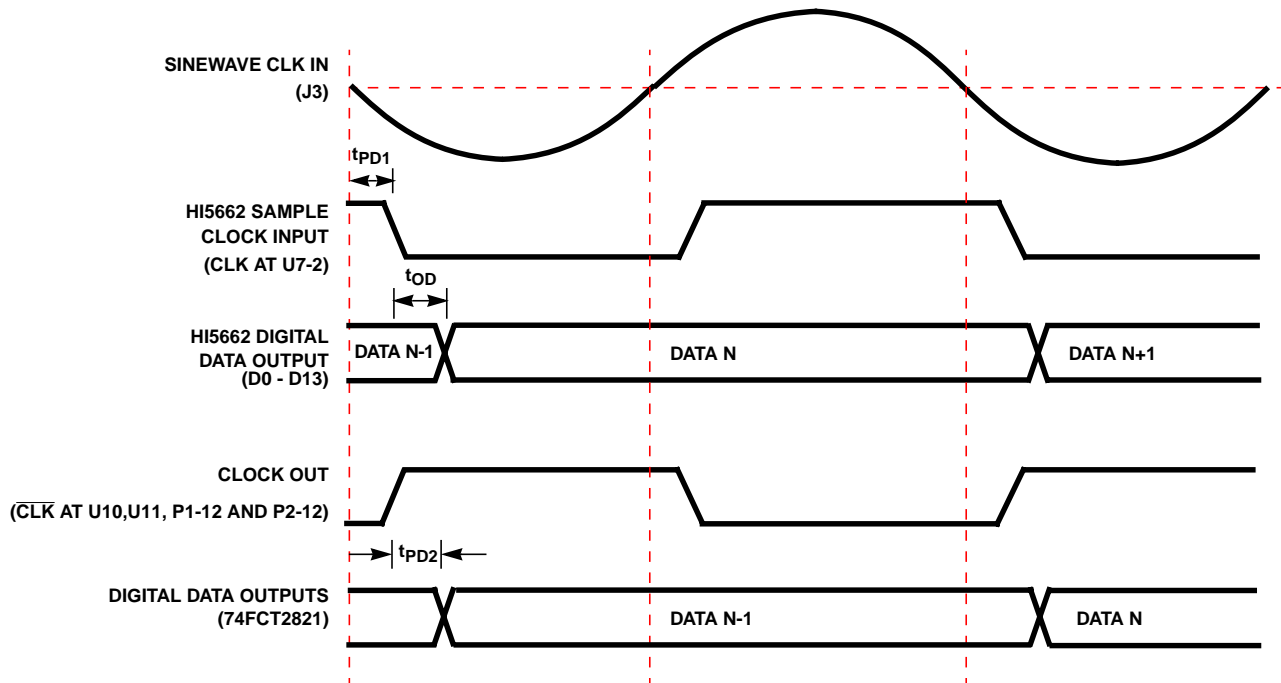 SINEWAVE CLK IN
(J3)
tPD1
HI5662 SAMPLE
CLOCK INPUT
(CLK AT U7-2)
tOD
HI5662 DIGITAL
DATA OUTPUT
(D0 - D13)
DATA N-1
DATA N
DATA N+1
CLOCK OUT
(C̅L̅K̅ AT U10,U11, P1-12 AND P2-12)
tPD2
DIGITAL DATA OUTPUTS
(74FCT2821)
DATA N-1
DATA N